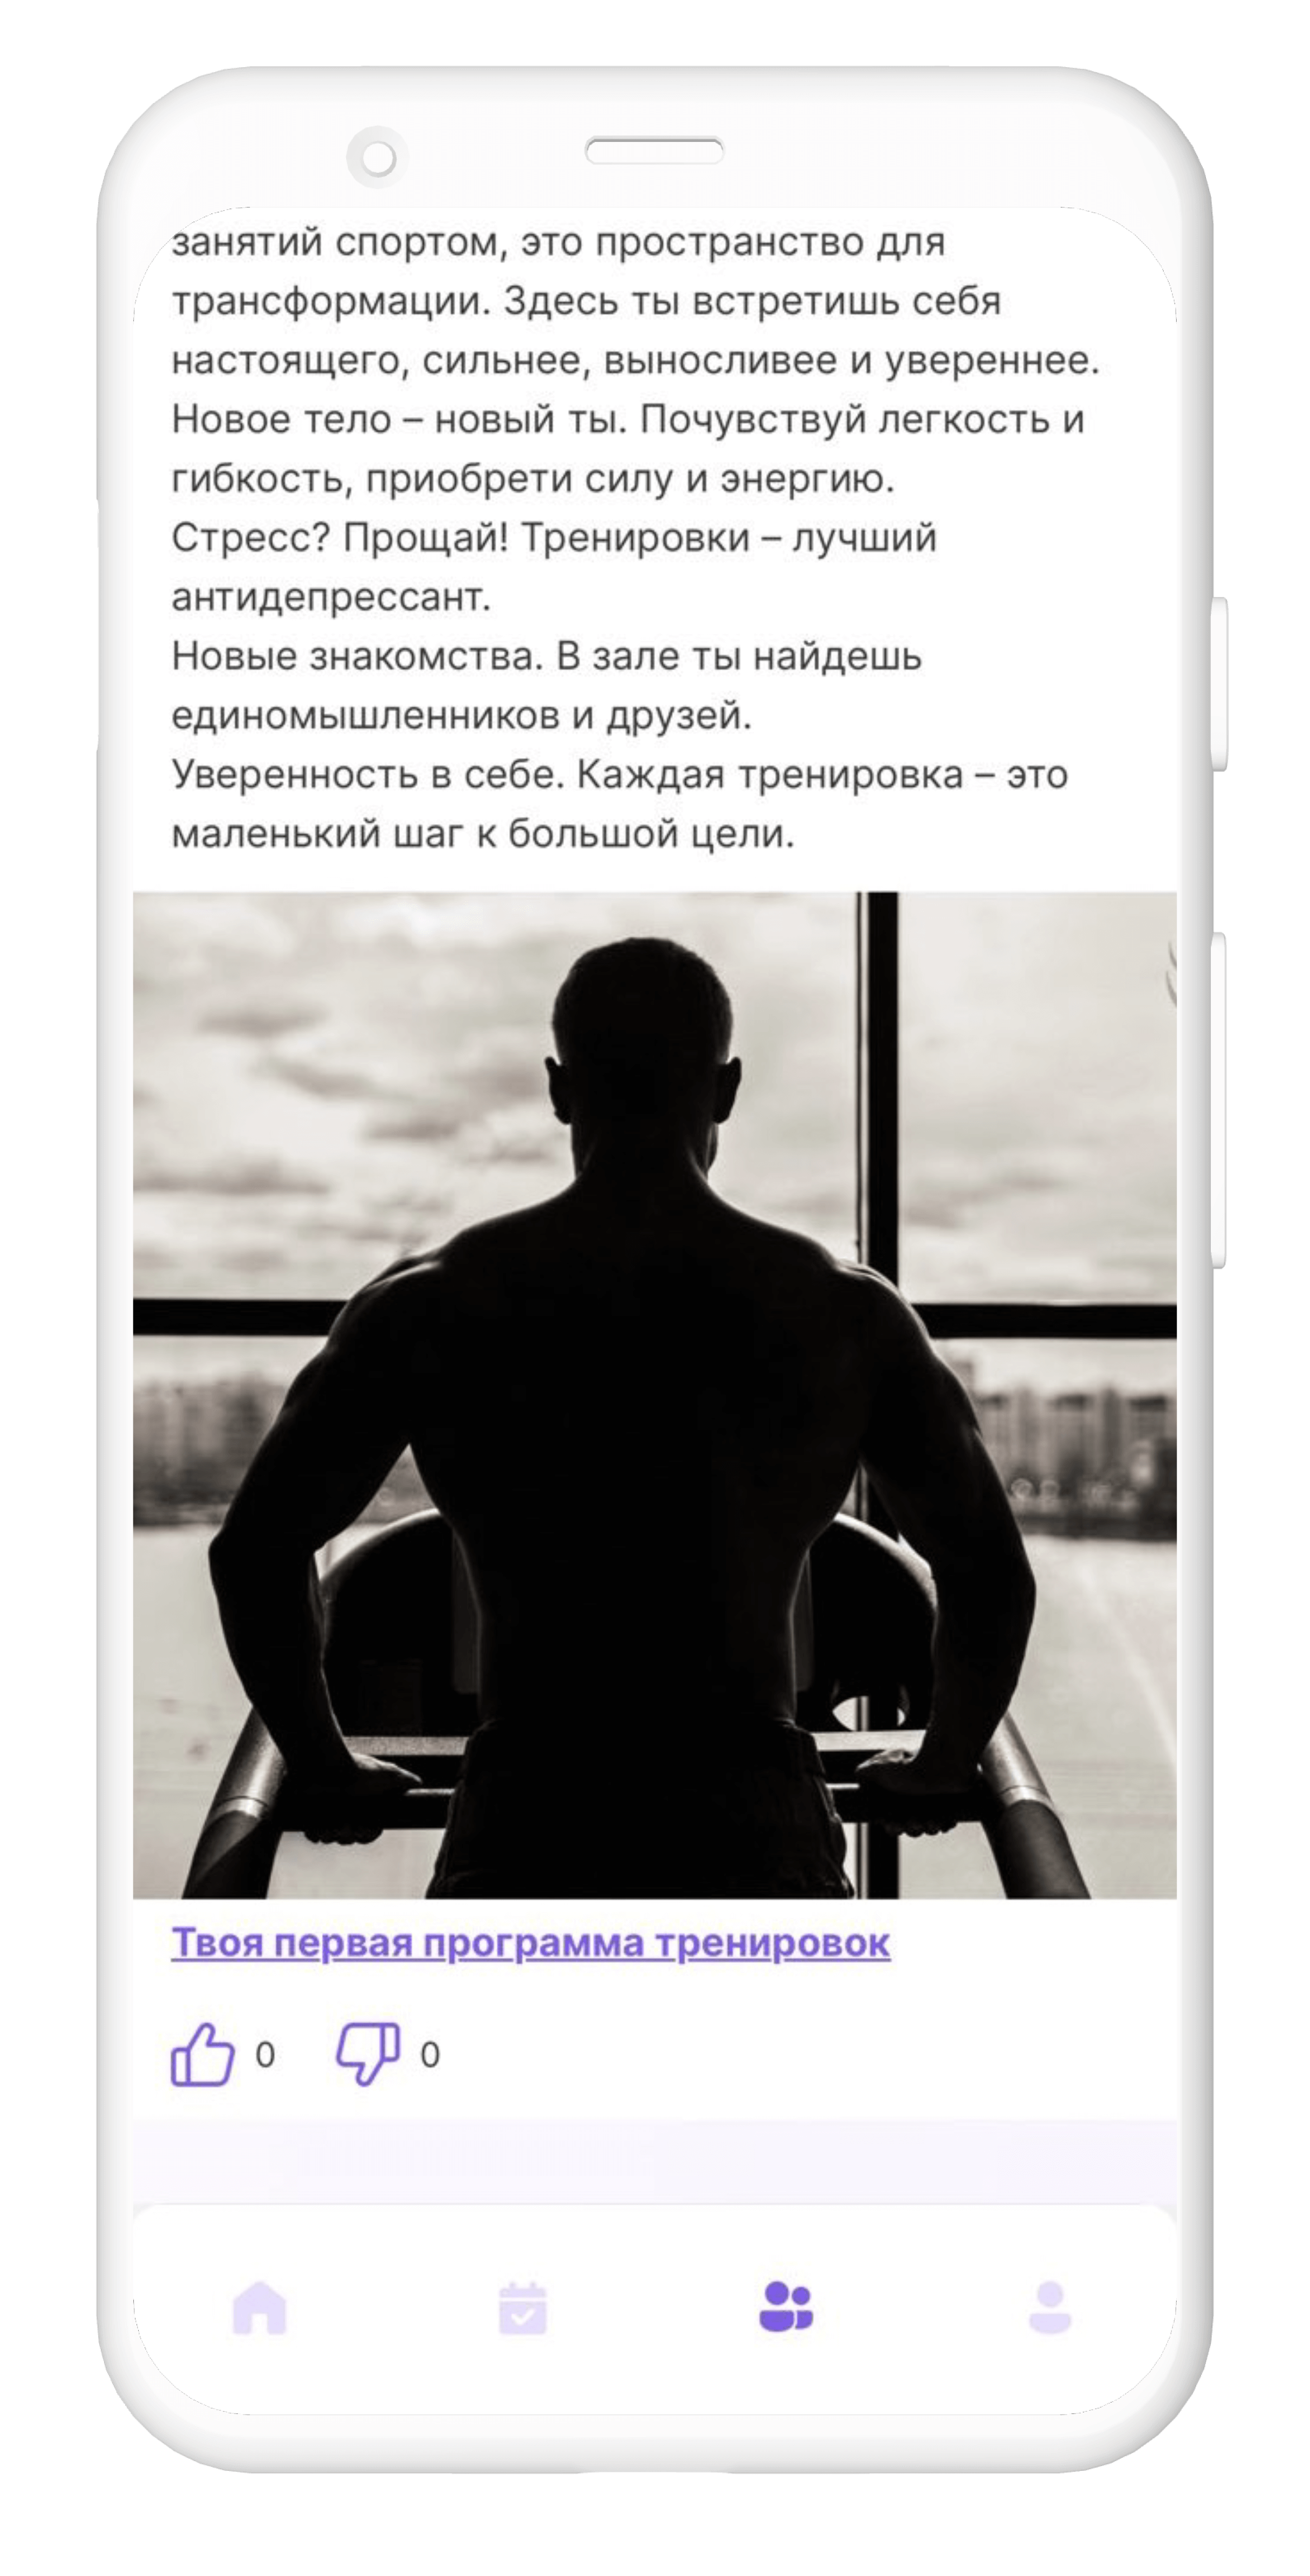 занятий спортом, это пространство для
трансформации. Здесь ты встретишь себя
настоящего, сильнее, выносливее и увереннее.
Новое тело – новый ты. Почувствуй легкость и
гибкость, приобрети силу и энергию.
Стресс? Прощай! Тренировки – лучший
антидепрессант.
Новые знакомства. В зале ты найдешь
единомышленников и друзей.
Уверенность в себе. Каждая тренировка – это
маленький шаг к большой цели.
Твоя первая программа тренировок
0 0